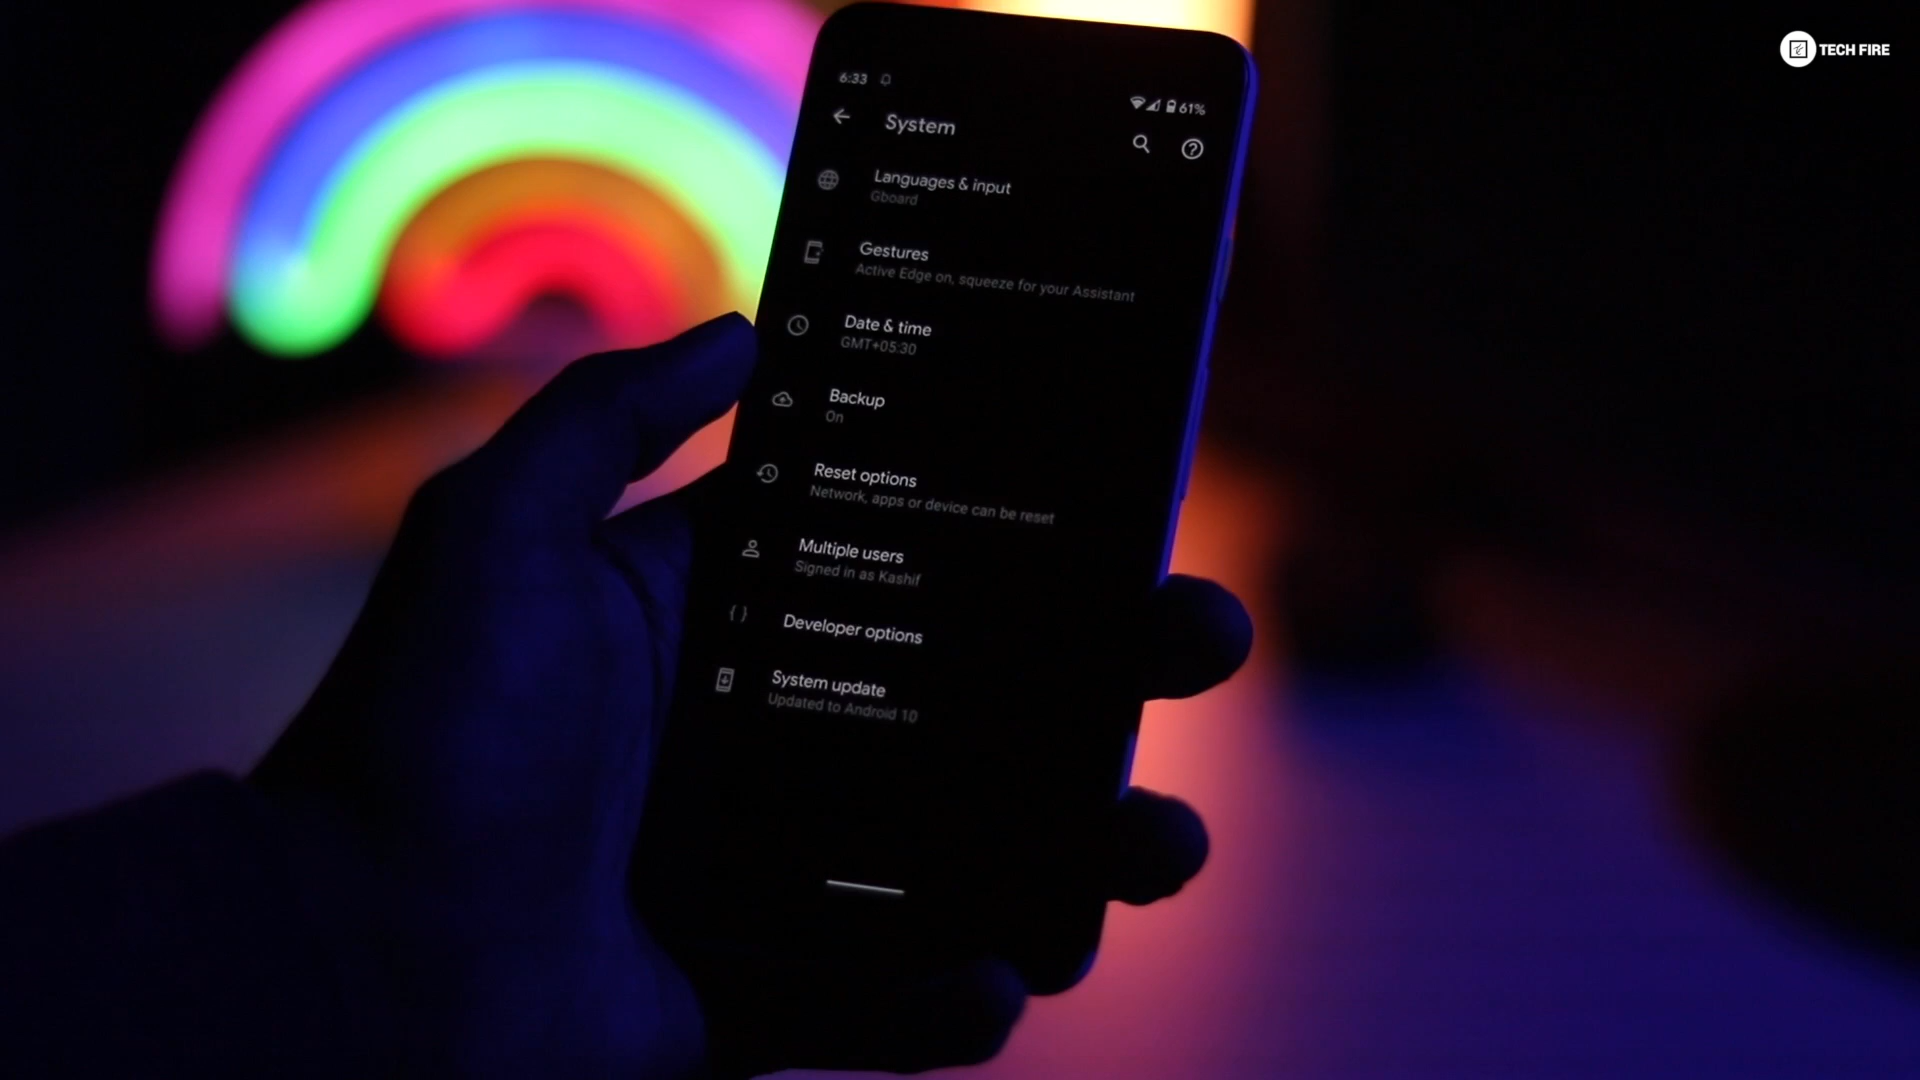 TECH FIRE
6:33
61%
System
Languages & input
Gboard
Gestures
Active Edge on, squeeze for your Assistant
Date & time
GMT+05:30
Backup
On
Reset options
Network, apps or device can be reset
Multiple users
Signed in as Kashif
{ } Developer options
System update
Updated to Android 10